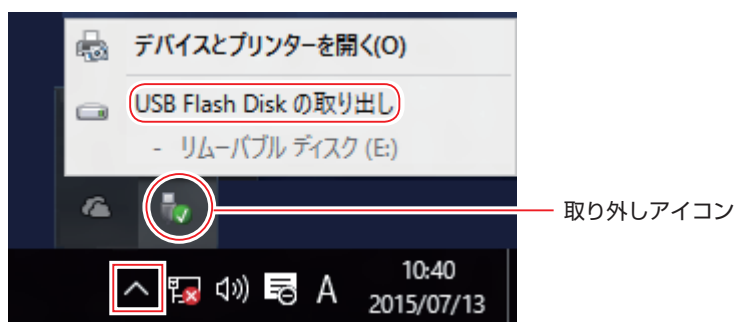 デバイスとプリンターを開く(O)
USB Flash Disk の取り出し
- リムーバブル ディスク (E:)
取り外しアイコン
A
10:40
2015/07/13